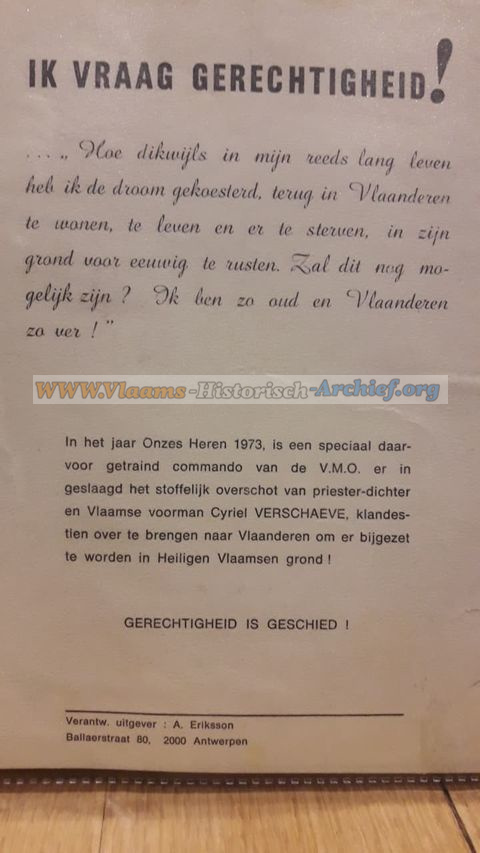 IK VRAAG GERECHTIGHEID!
...„ Hoe dikwijls in mijn reeds lang leven
heb ik de droom gekoesterd, terug in Vlaanderen
te wonen, te leven en er te sterven, in zijn
grond voor eeuwig te rusten. Zal dit nog mo-
gelijk zijn ? Ik ben zo oud en Vlaanderen
zo ver ! ”
WWW.Vlaams-Historisch-Archief.org
In het jaar Onzes Heren 1973, is een speciaal daar-
voor getraind commando van de V.M.O. er in
geslaagd het stoffelijk overschot van priester-dichter
en Vlaamse voorman Cyriel VERSCHAEVE, klandes-
tien over te brengen naar Vlaanderen om er bijgezet
te worden in Heiligen Vlaamsen grond !
GERECHTIGHEID IS GESCHIED !
Verantw. uitgever : A. Eriksson
Ballaerstraat 80, 2000 Antwerpen